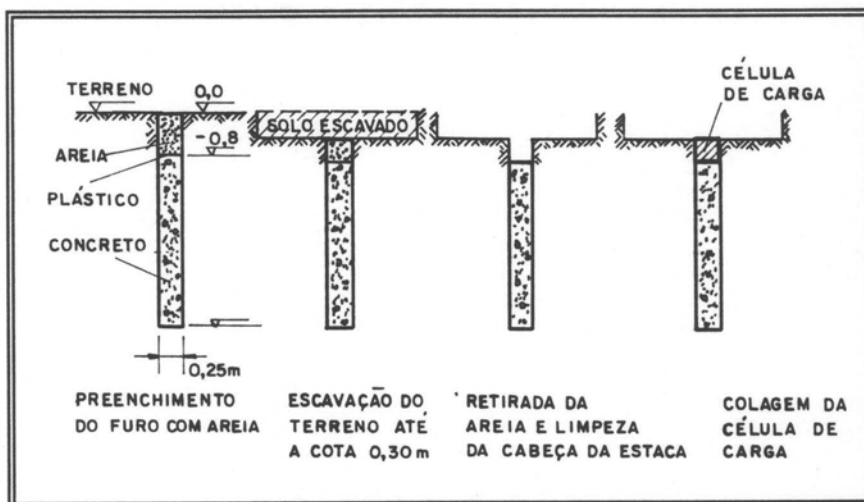 TERRENO
0,0
CÉLULA
DE CARGA
SOLO ESCAVADO
-0,8
AREIA
PLÁSTICO
CONCRETO
0,25m
PREENCHIMENTO
DO FURO COM AREIA
ESCAVAÇÃO DO
TERRENO ATÉ
A COTA 0,30 m
RETIRADA DA
AREIA E LIMPEZA
DA CABEÇA DA ESTACA
COLAGEM DA
CÉLULA DE
CARGA